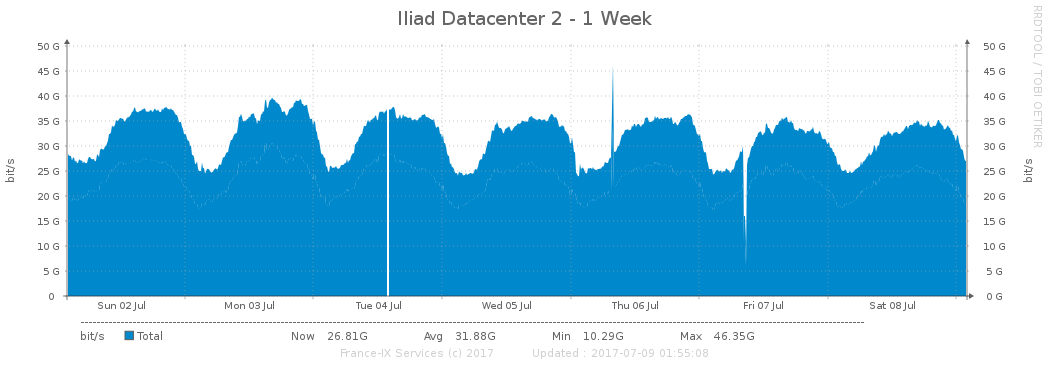 Iliad Datacenter 2 - 1 Week
RRDTOOL / TOBI OETIKER
50 G 50 G
45 G 45 G
40 G 40 G
35 G 35 G
30 G 30 G
25 G 25 G
20 G 20 G
15 G 15 G
10 G 10 G
5 G 5 G
0 0 G
bit/s
bit/s
Sun 02 Jul Mon 03 Jul Tue 04 Jul Wed 05 Jul Thu 06 Jul Fri 07 Jul Sat 08 Jul
bit/s Total Now 26.81G Avg 31.88G Min 10.29G Max 46.35G
France-IX Services (c) 2017 Updated : 2017-07-09 01:55:08